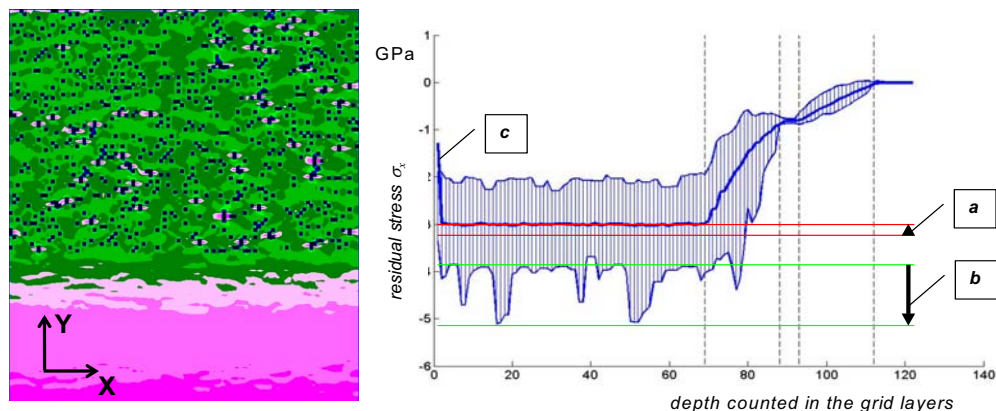 Y
X
GPa
1
0
-1
2
3
4
-5
-6
residual stress σx
c
a
b
0 20 40 60 80 100 120 140
depth counted in the grid layers